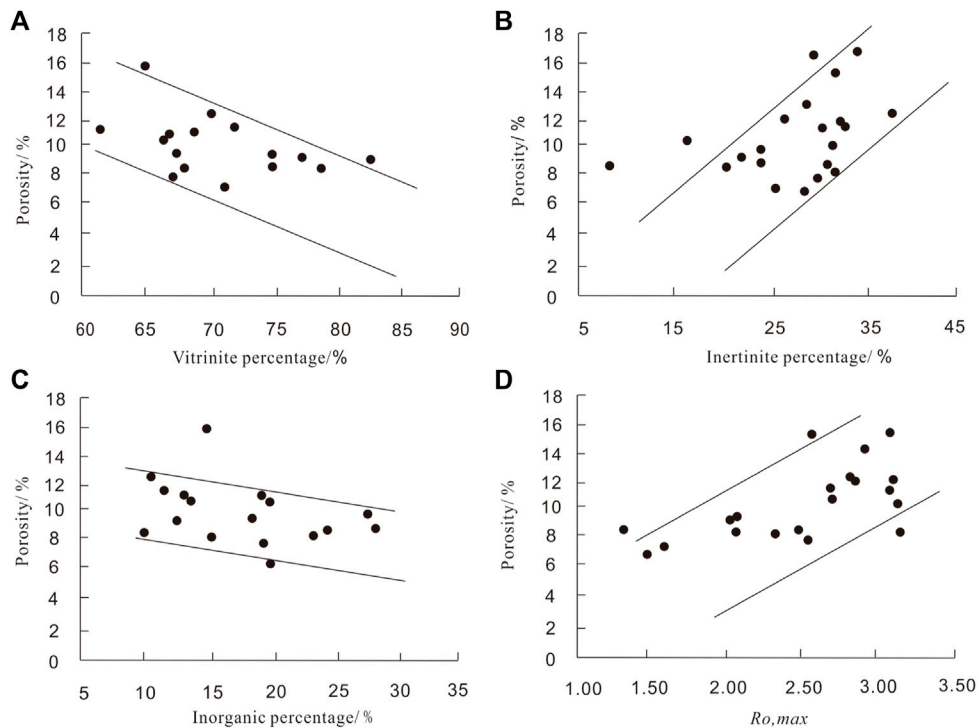 A
Porosity/ %
18
16
14
12
10
8
6
4
2
0
60 65 70 75 80 85 90
Vitrinite percentage/ %
B
Porosity/ %
18
16
14
12
10
8
6
4
2
0
5 15 25 35 45
Inertinite percentage/ %
C
Porosity/ %
18
16
14
12
10
8
6
4
2
0
5 10 15 20 25 30 35
Inorganic percentage/ %
D
Porosity/ %
18
16
14
12
10
8
6
4
2
0
1.00 1.50 2.00 2.50 3.00 3.50
Ro,max